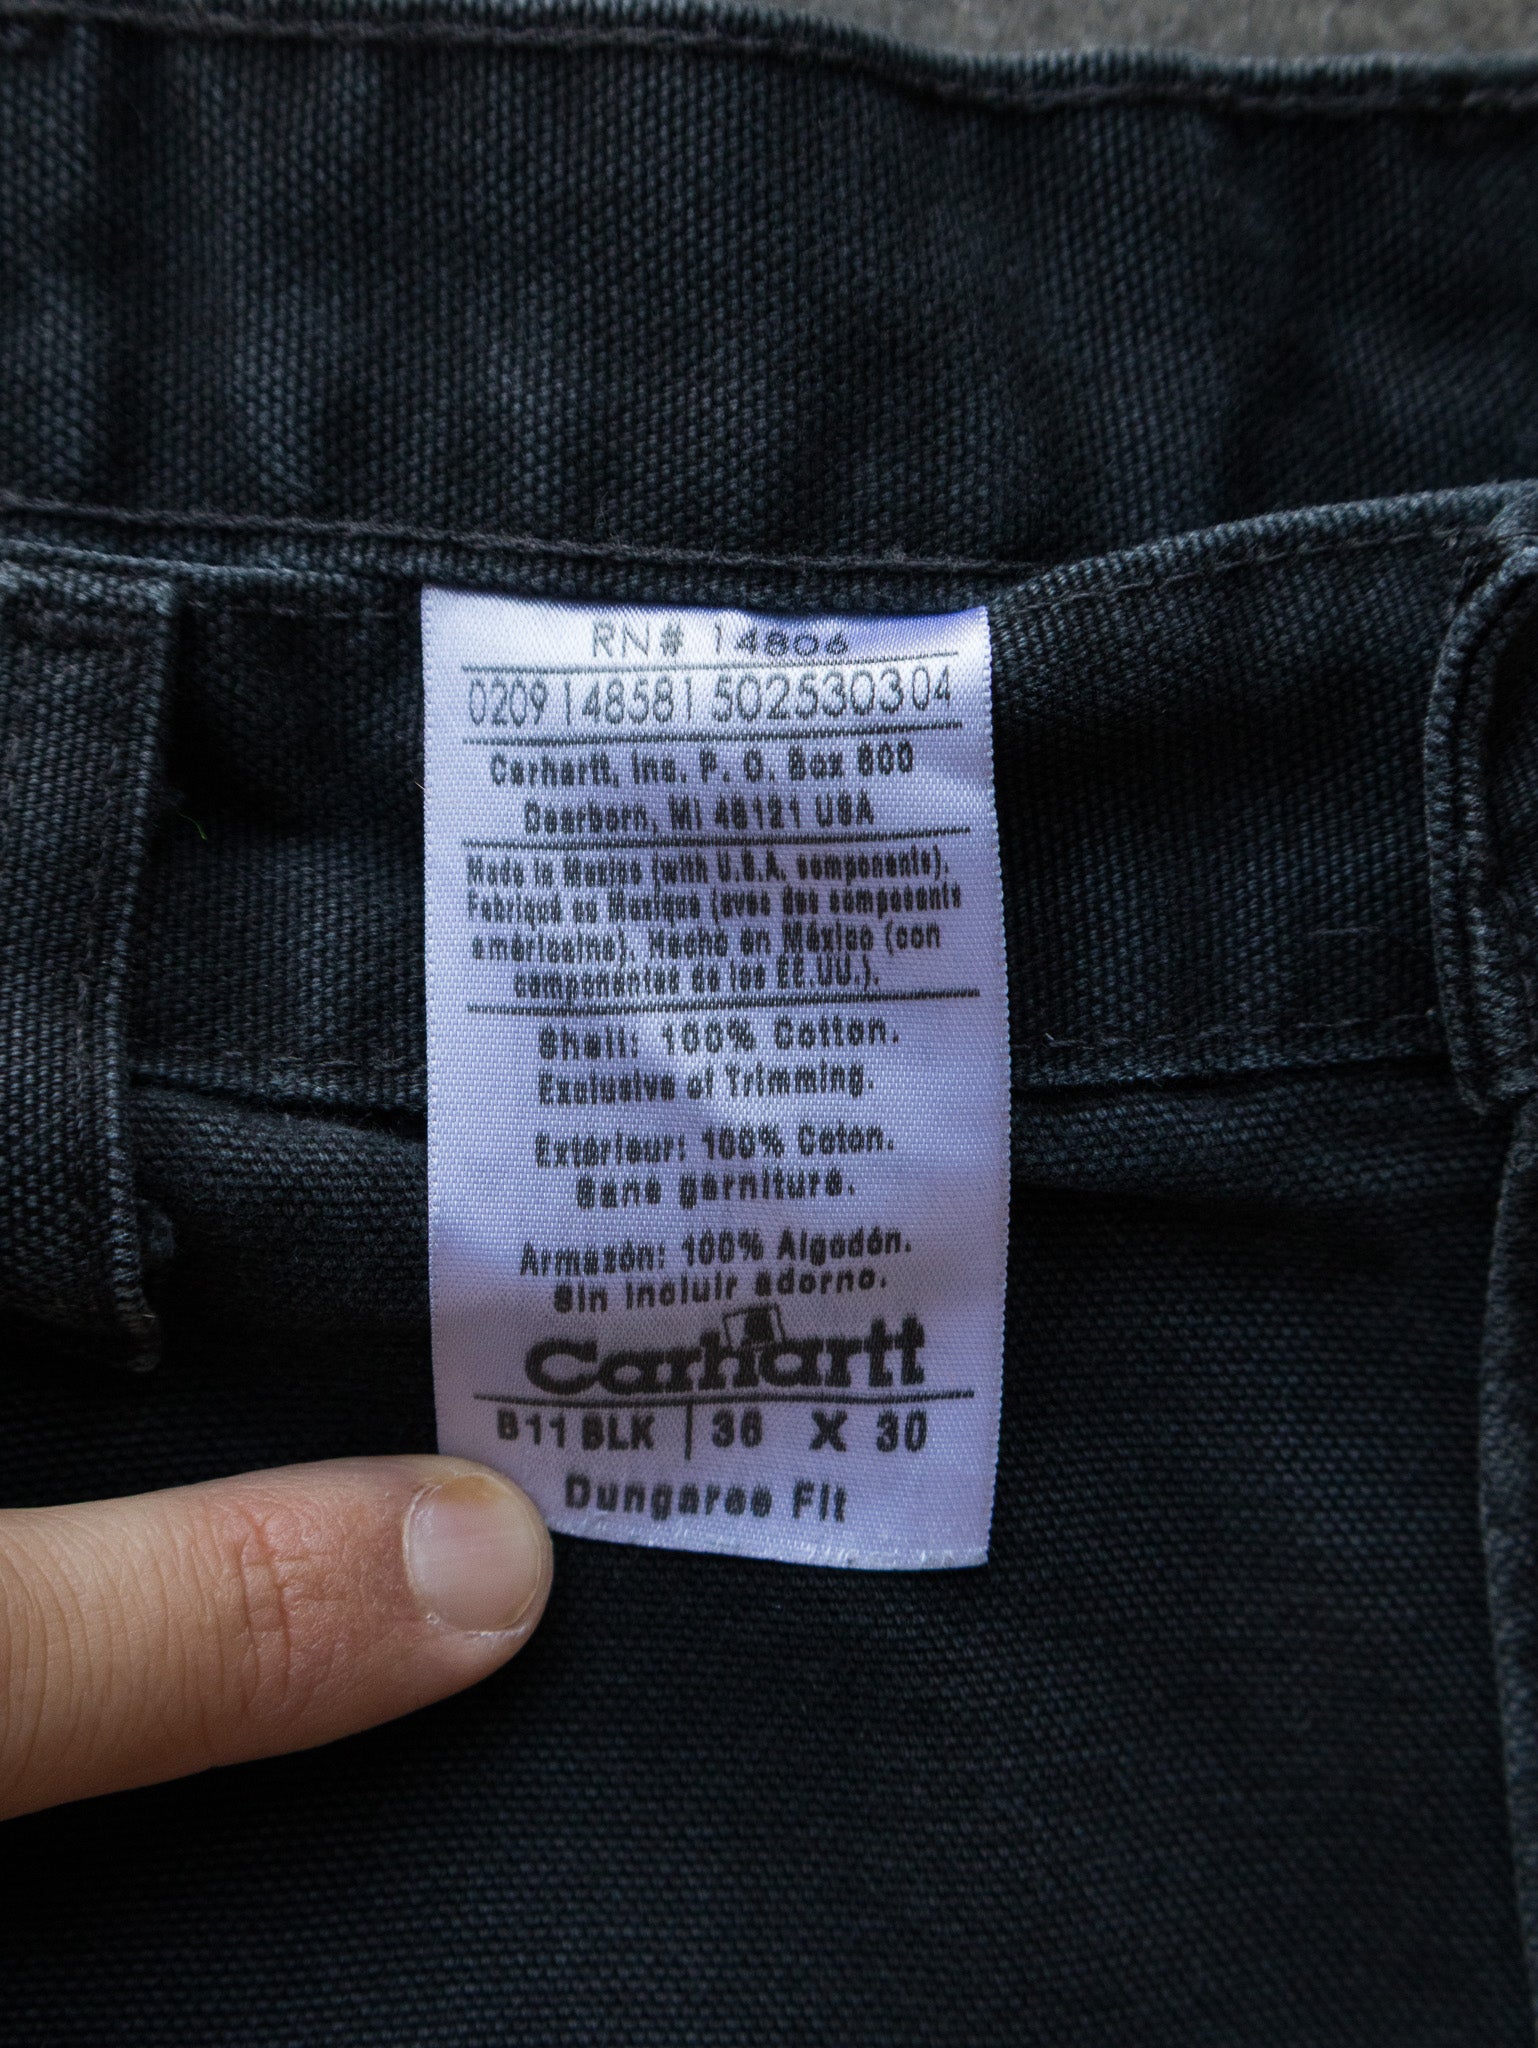 RN# 14806
0209 148581 502530304
Carhartt, Inc. P. O. Box 600
Dearborn, MI 48121 USA
Made in Mexico (with U.S.A. components).
Fabriqué au Mexique (avec des composants
américains). Hecho en México (con
componentes de los EE.UU.).
Shell: 100% Cotton.
Exclusive of Trimming.
Extérieur: 100% Coton.
Sans garniture.
Armazón: 100% Algodón.
Sin incluir adorno.
Carhartt
B11 BLK | 36 X 30
Dungaree Fit